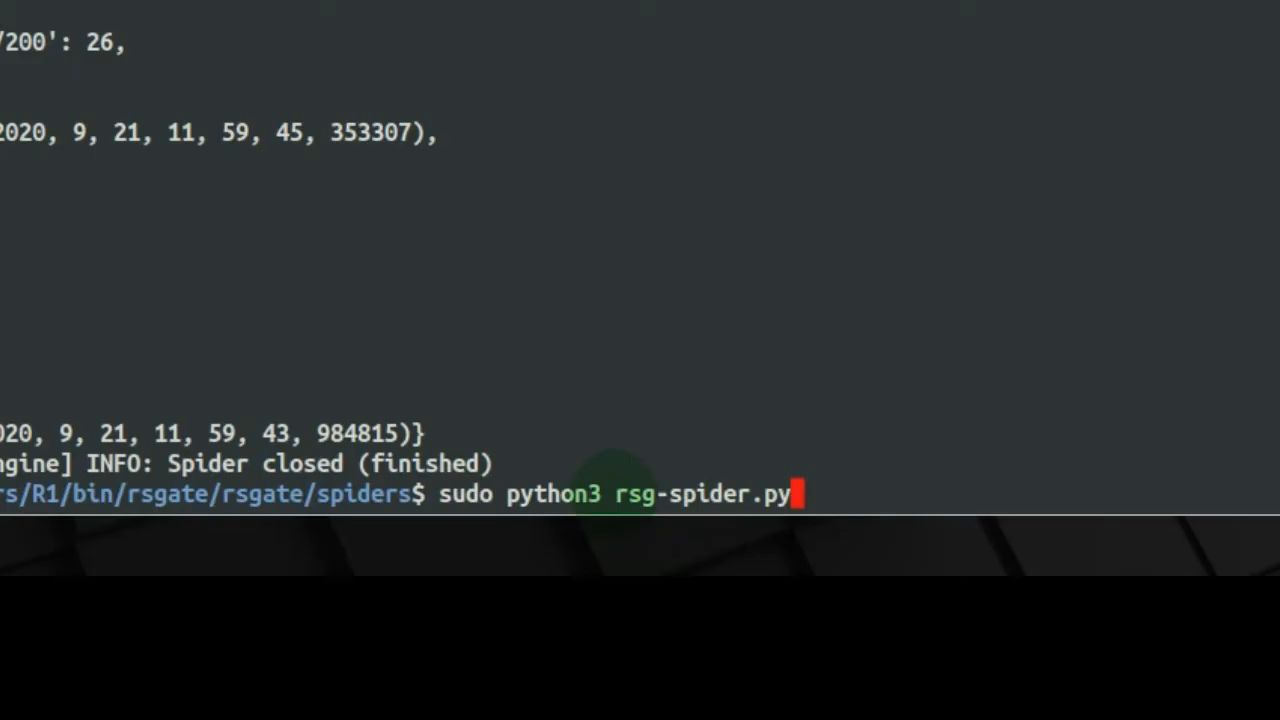 /200': 26,
2020, 9, 21, 11, 59, 45, 353307),
020, 9, 21, 11, 59, 43, 984815)}
ngine] INFO: Spider closed (finished)
rs/R1/bin/rsgate/rsgate/spiders$ sudo python3 rsg-spider.py